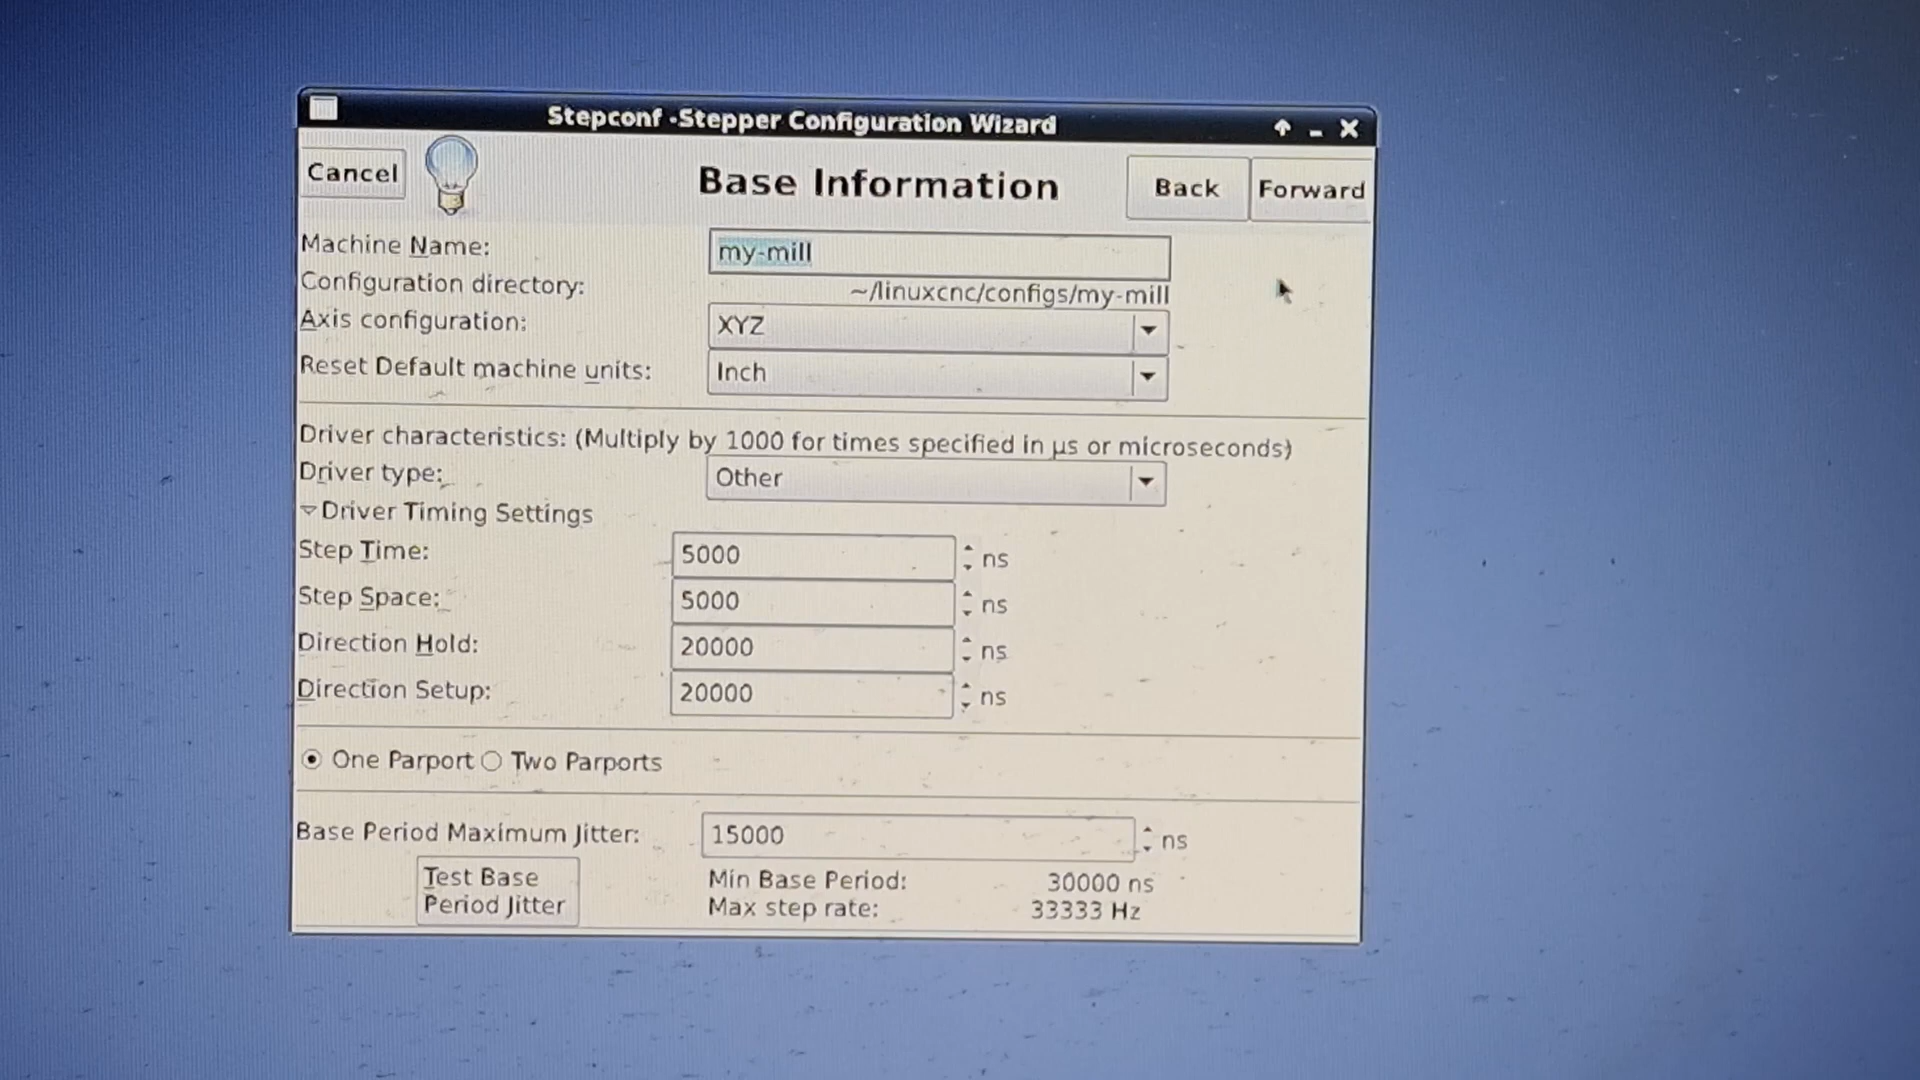 Stepconf -Stepper Configuration Wizard
Cancel
Base Information
Back
Forward
Machine Name:
my-mill
Configuration directory:
~/linuxcnc/configs/my-mill
Axis configuration:
XYZ
Reset Default machine units:
Inch
Driver characteristics: (Multiply by 1000 for times specified in µs or microseconds)
Driver type:
Other
Driver Timing Settings
Step Time:
5000
ns
Step Space:
5000
ns
Direction Hold:
20000
ns
Direction Setup:
20000
ns
One Parport
Two Parports
Base Period Maximum Jitter:
15000
ns
Test Base
Period Jitter
Min Base Period:
30000 ns
Max step rate:
33333 Hz